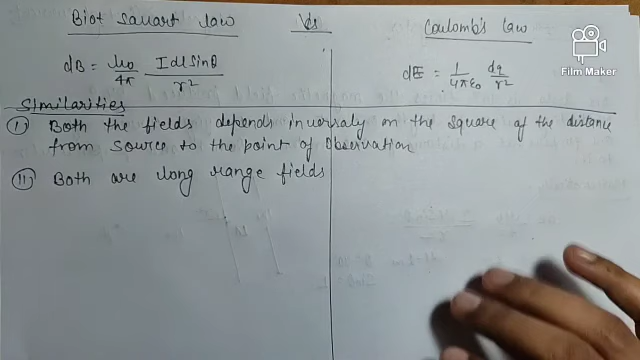 Biot Savart law Vs Coulomb's law
dB = μ₀/4π Idlsinθ/r²
dE = 1/4πε₀ dq/r²
Similarities
(I) Both the fields depends inversaly on the square of the distance
from source to the point of Observation
(II) Both are long range fields
Film Maker